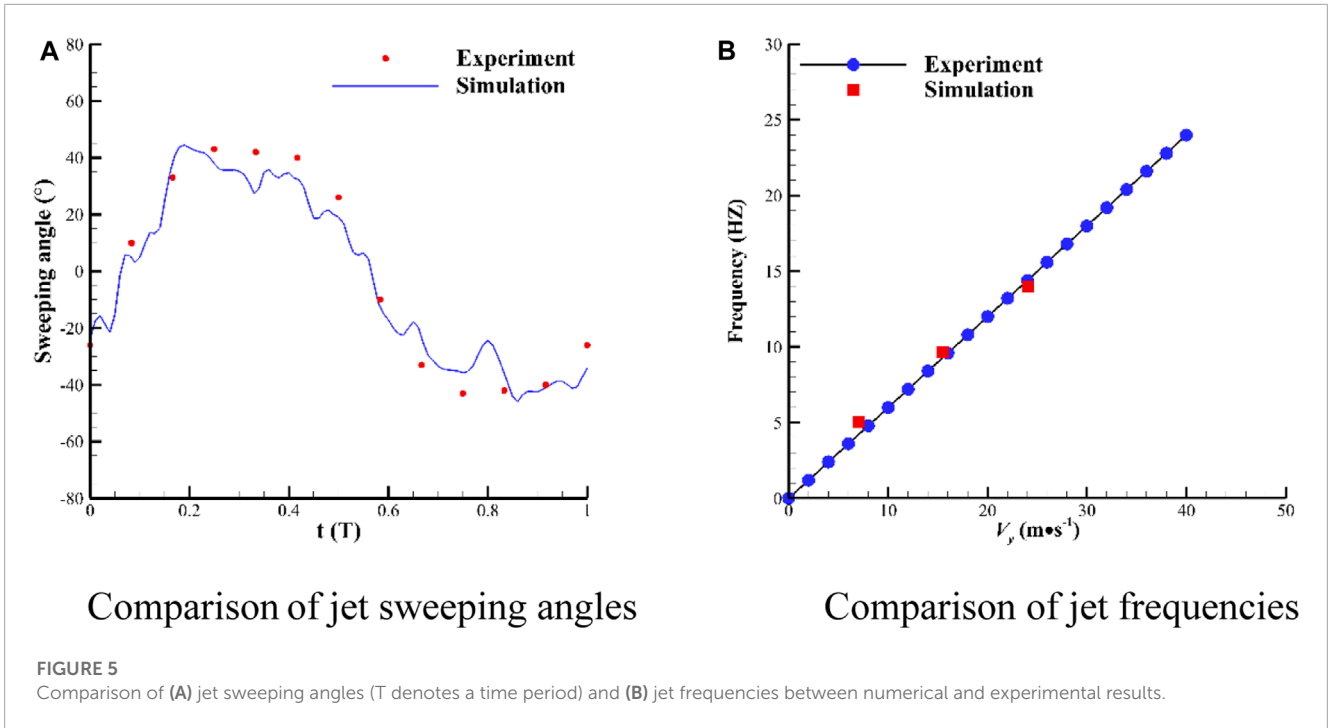 A
80
60
40
20
0
-20
-40
-60
-80
Sweeping angle (°)
Experiment
Simulation
0 0.2 0.4 0.6 0.8 1
t (T)
Comparison of jet sweeping angles
B
30
25
20
15
10
5
0
Frequency (HZ)
Experiment
Simulation
0 10 20 30 40 50
Vy (m•s-1)
Comparison of jet frequencies
FIGURE 5
Comparison of (A) jet sweeping angles (T denotes a time period) and (B) jet frequencies between numerical and experimental results.